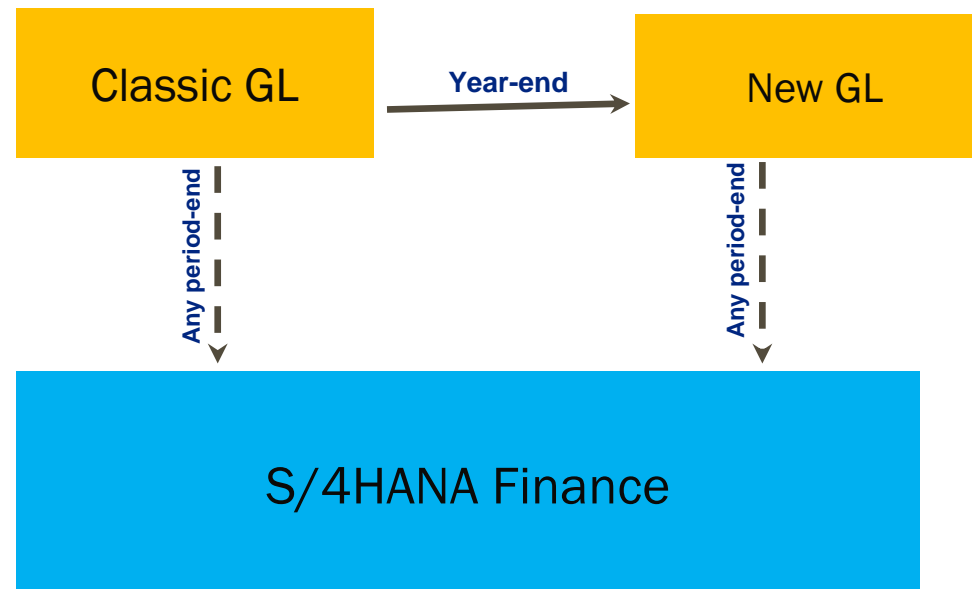 Classic GL
Year-end
New GL
Any period-end
Any period-end
S/4HANA Finance